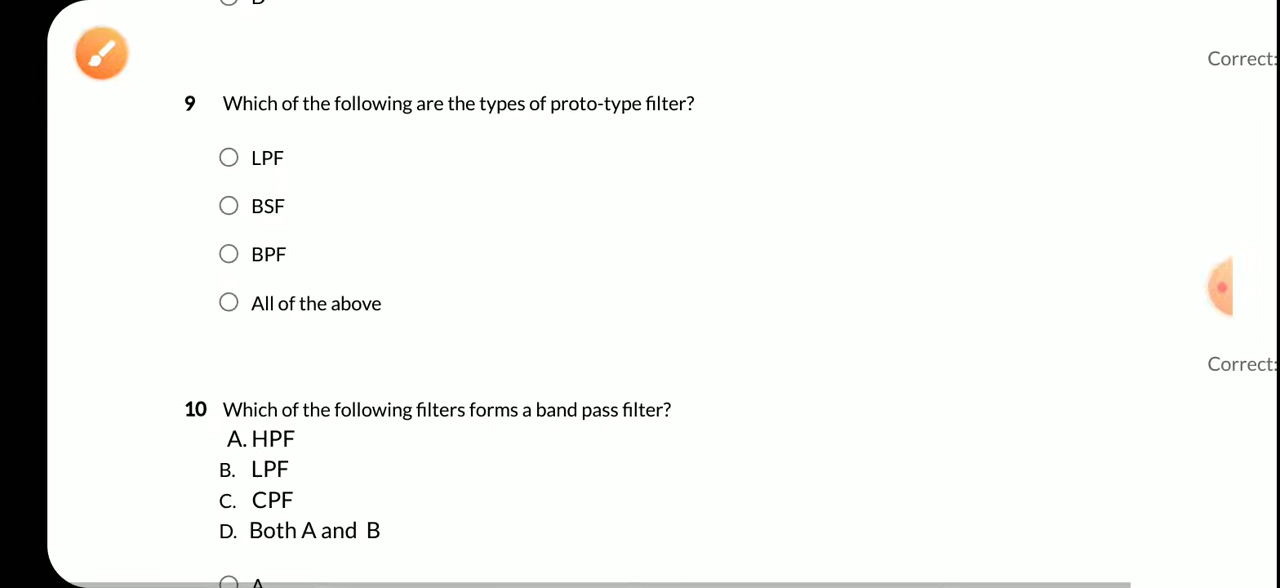 Correct:
9 Which of the following are the types of proto-type filter?
LPF
BSF
BPF
All of the above
Correct:
10 Which of the following filters forms a band pass filter?
A. HPF
B. LPF
C. CPF
D. Both A and B
A